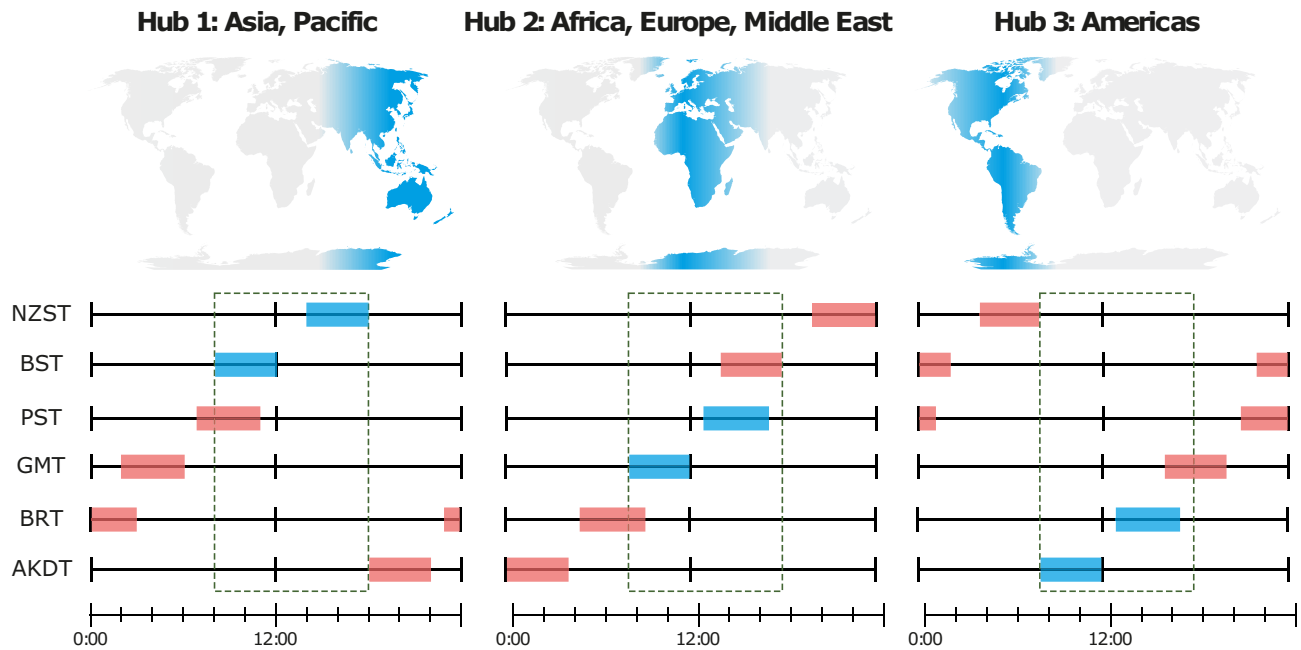 Hub 1: Asia, Pacific
Hub 2: Africa, Europe, Middle East
Hub 3: Americas
NZST
BST
PST
GMT
BRT
AKDT
0:00 12:00
0:00 12:00
0:00 12:00